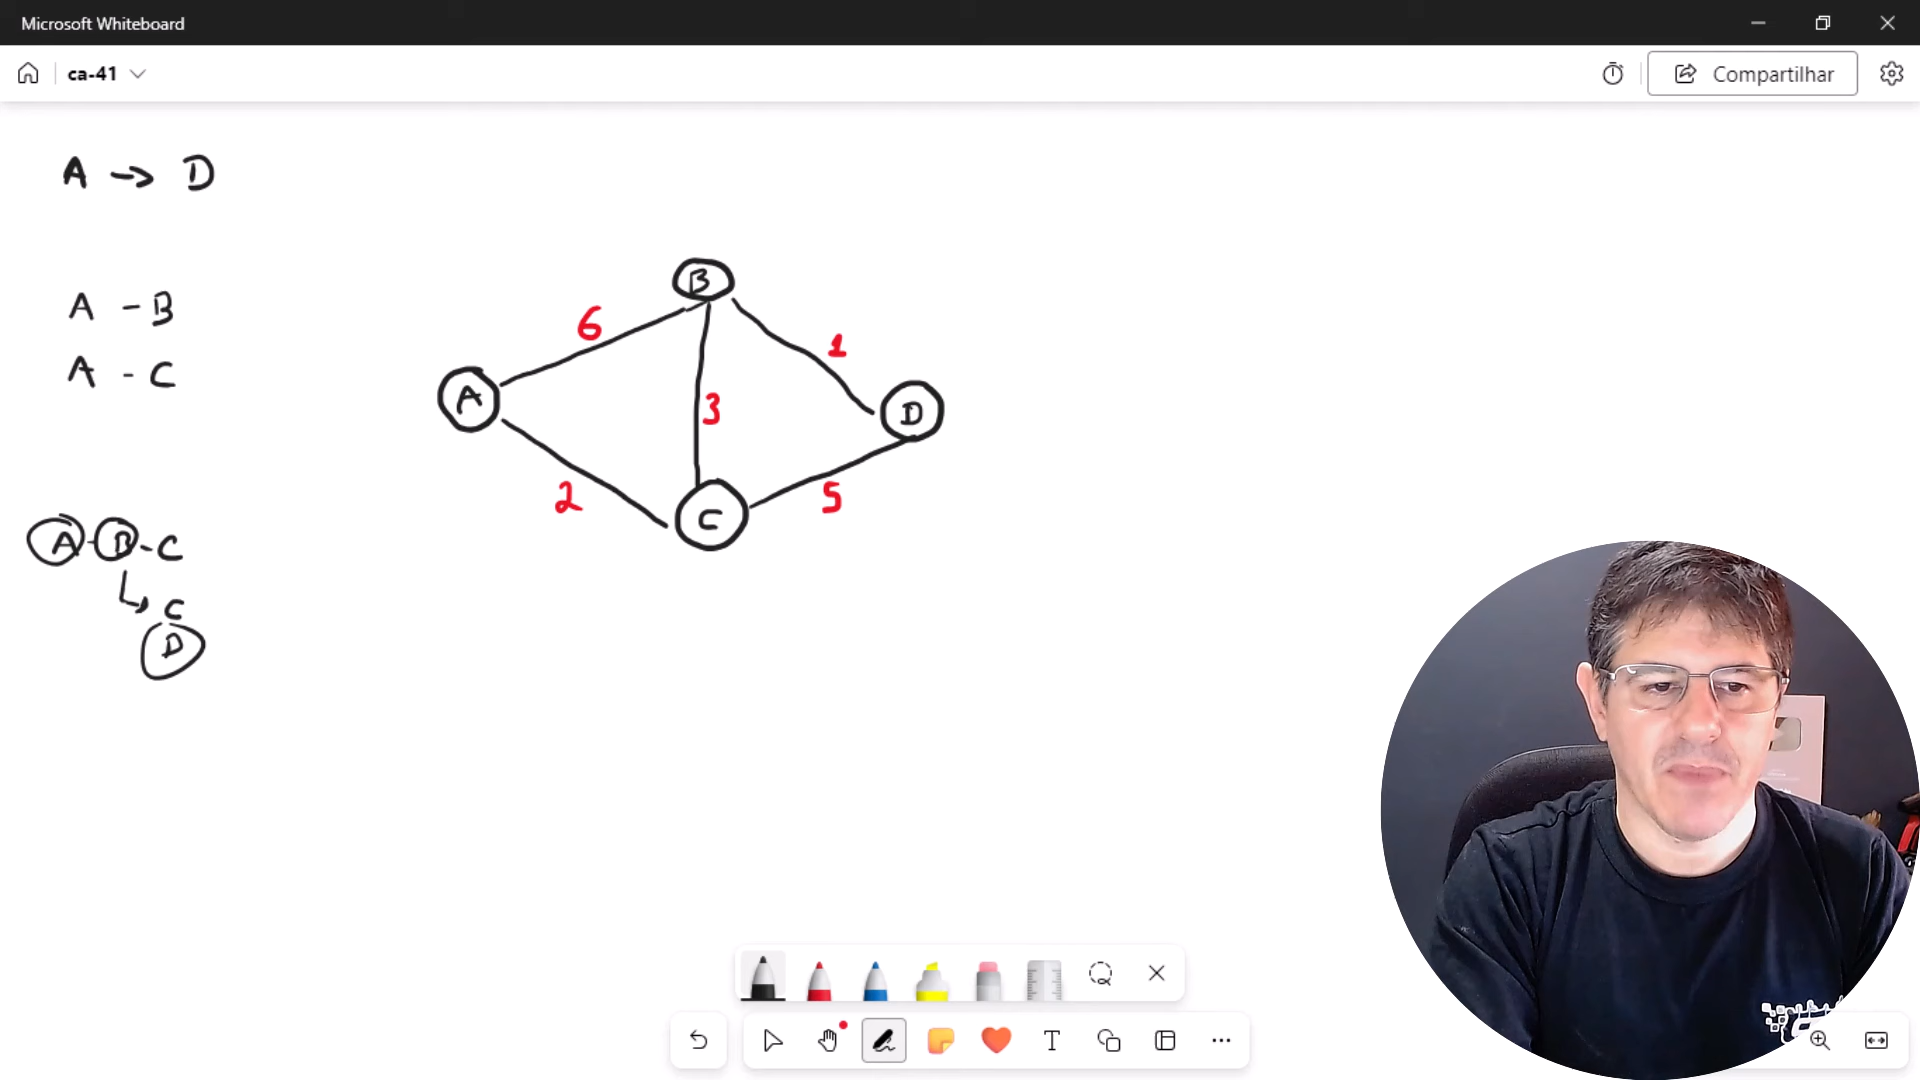 Microsoft Whiteboard
ca-41
Compartilhar
A → D
A - B
A - C
A - B - C
C
D
B
6
1
A
3
D
2
C
5
T